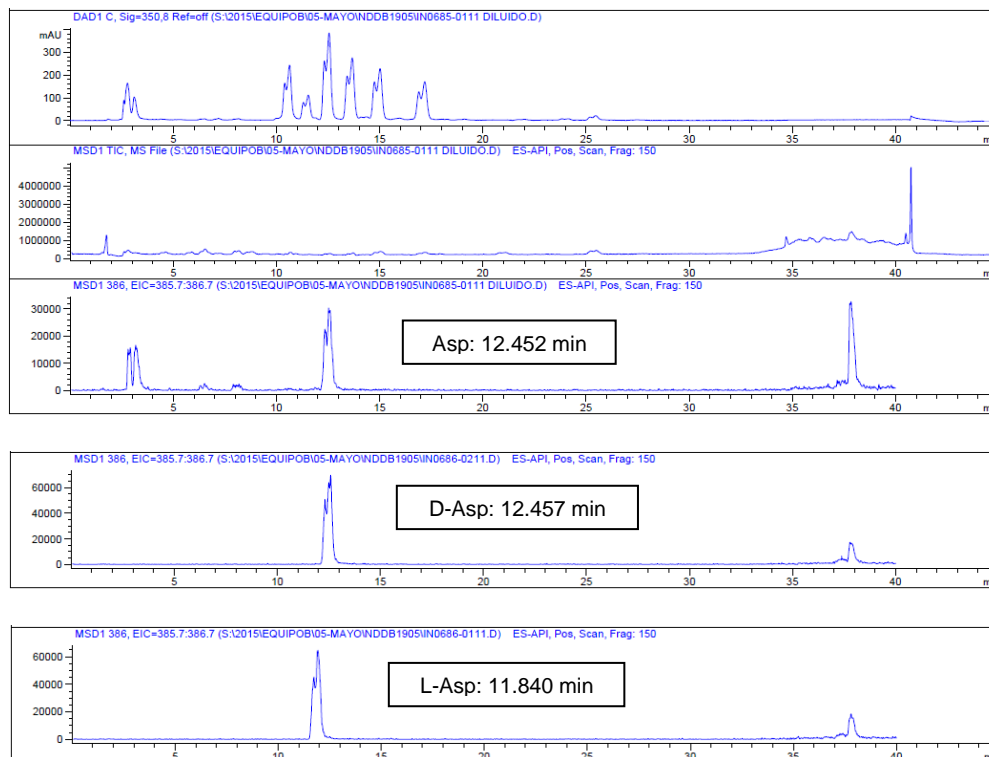 DAD1 C, Sig=350,8 Ref=off (S:\2015\EQUIPOB\05-MAYO\NDDB1905\IN0685-0111 DILUIDO.D)
mAU
300
200
100
0
5 10 15 20 25 30 35 40 m
MSD1 TIC, MS File (S:\2015\EQUIPOB\05-MAYO\NDDB1905\IN0685-0111 DILUIDO.D) ES-API, Pos, Scan, Frag: 150
4000000
3000000
2000000
1000000
0
5 10 15 20 25 30 35 40 m
MSD1 386, EIC=385.7:386.7 (S:\2015\EQUIPOB\05-MAYO\NDDB1905\IN0685-0111 DILUIDO.D) ES-API, Pos, Scan, Frag: 150
30000
20000
10000
0
Asp: 12.452 min
5 10 15 20 25 30 35 40 m
MSD1 386, EIC=385.7:386.7 (S:\2015\EQUIPOB\05-MAYO\NDDB1905\IN0686-0211.D) ES-API, Pos, Scan, Frag: 150
60000
40000
20000
0
D-Asp: 12.457 min
5 10 15 20 25 30 35 40 m
MSD1 386, EIC=385.7:386.7 (S:\2015\EQUIPOB\05-MAYO\NDDB1905\IN0686-0111.D) ES-API, Pos, Scan, Frag: 150
60000
40000
20000
0
L-Asp: 11.840 min
5 10 15 20 25 30 35 40 m